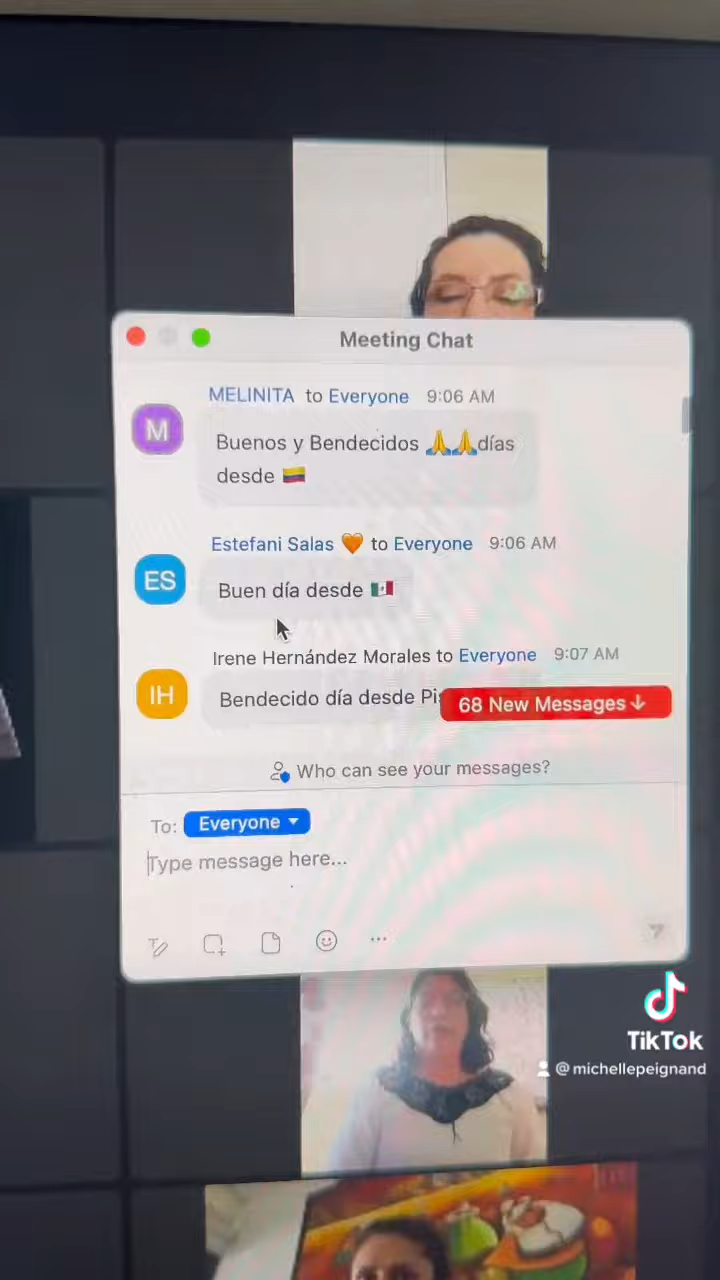 Meeting Chat
MELINITA to Everyone 9:06 AM
M
Buenos y Bendecidos 🙏🙏días
desde 🇨🇴
Estefani Salas 🧡 to Everyone 9:06 AM
ES
Buen día desde 🇲🇽
Irene Hernández Morales to Everyone 9:07 AM
IH
Bendecido día desde
68 New Messages ↓
Who can see your messages?
To: Everyone
Type message here...
TikTok
@michellepeignand